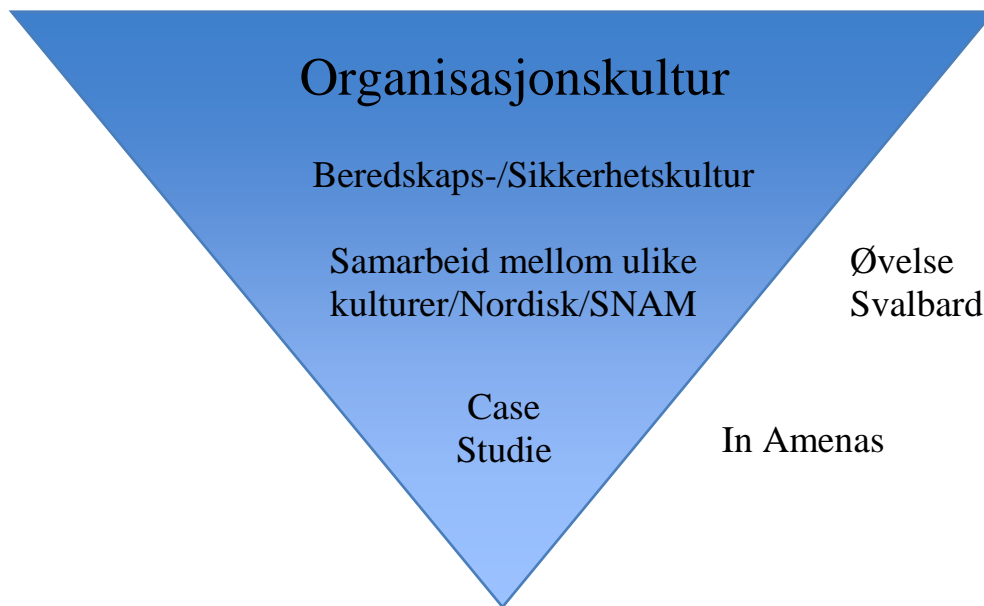 Organisasjonskultur
Beredskaps-/Sikkerhetskultur
Samarbeid mellom ulike
kulturer/Nordisk/SNAM
Øvelse
Svalbard
Case
Studie
In Amenas